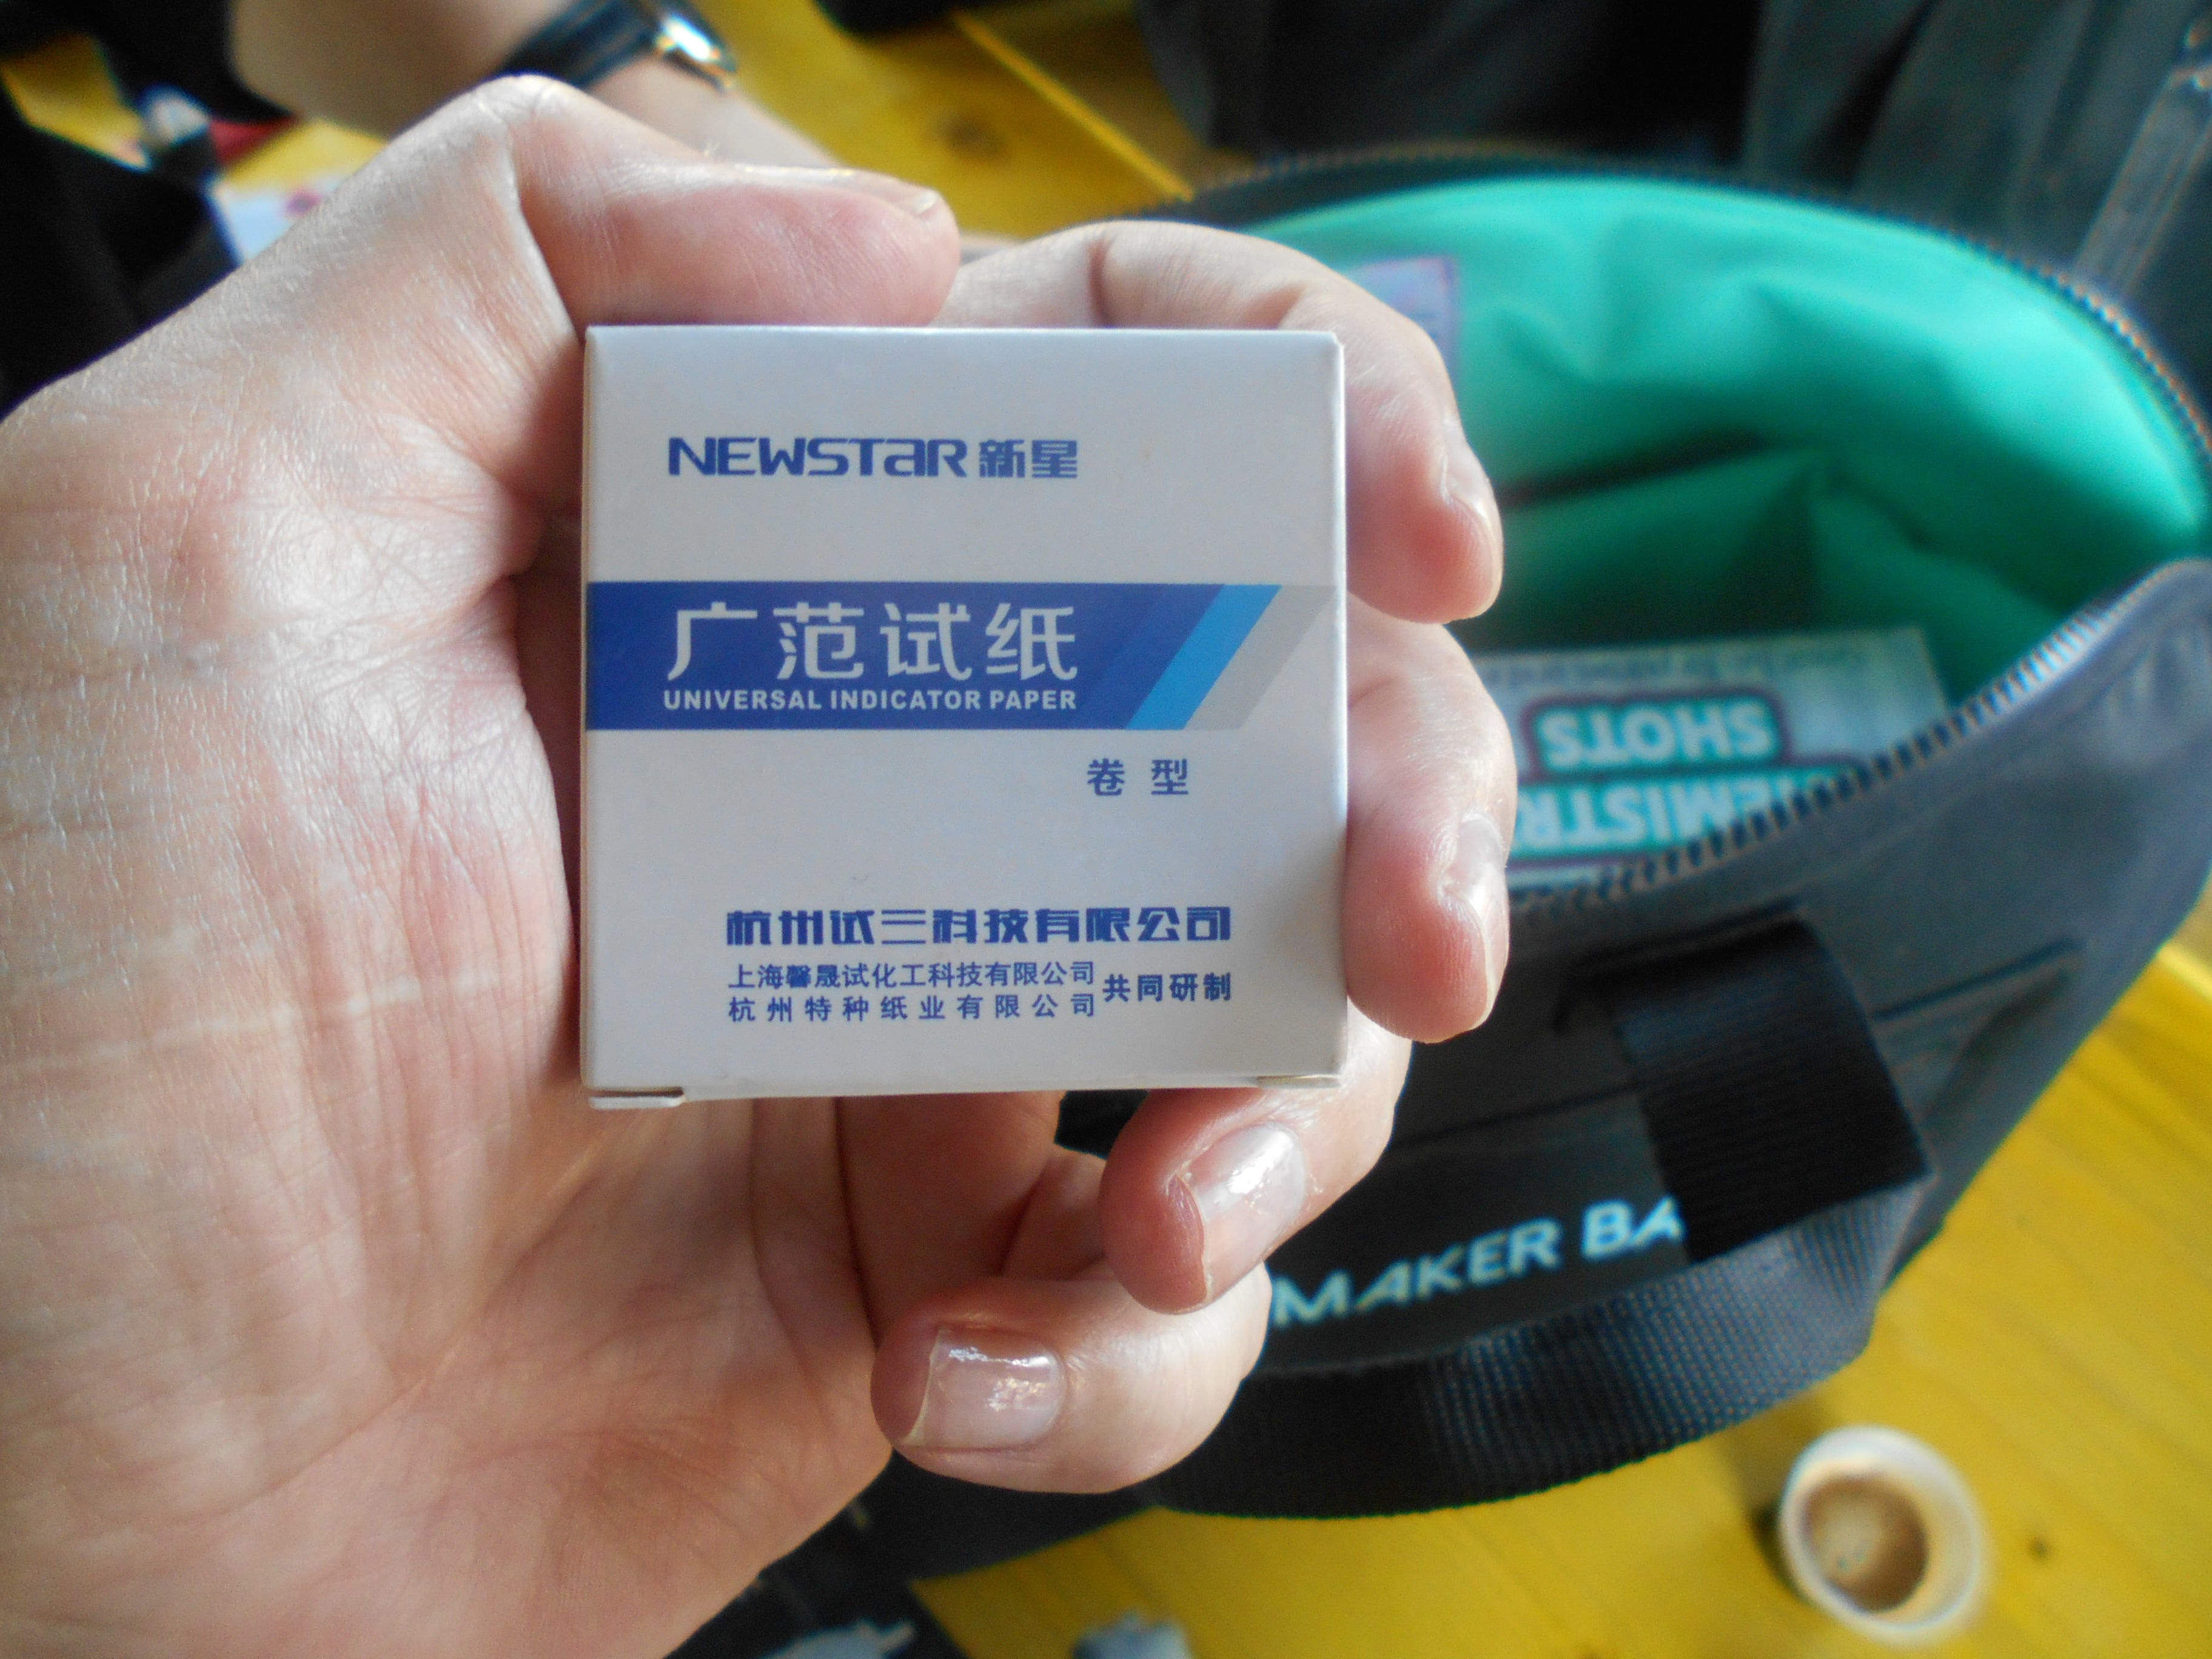 NEWSTAR 新星
广范试纸
UNIVERSAL INDICATOR PAPER
卷型
杭州试三科技有限公司
上海馨晟试化工科技有限公司
杭州特种纸业有限公司
共同研制
SHOTS
MAKER BA